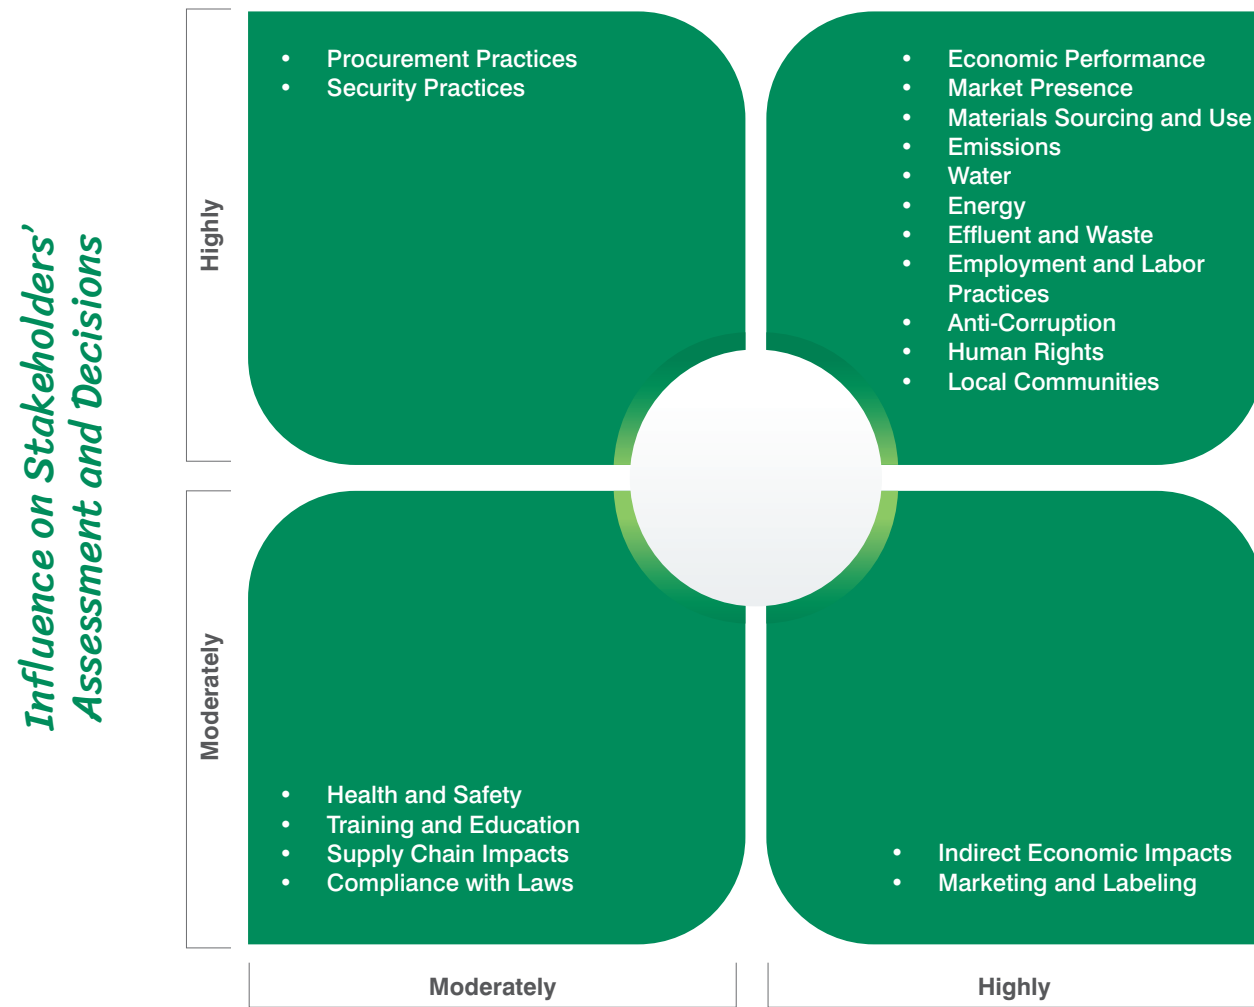 Influence on Stakeholders’
Assessment and Decisions
Highly
• Procurement Practices
• Security Practices
• Economic Performance
• Market Presence
• Materials Sourcing and Use
• Emissions
• Water
• Energy
• Effluent and Waste
• Employment and Labor
Practices
• Anti-Corruption
• Human Rights
• Local Communities
Moderately
• Health and Safety
• Training and Education
• Supply Chain Impacts
• Compliance with Laws
• Indirect Economic Impacts
• Marketing and Labeling
Moderately
Highly